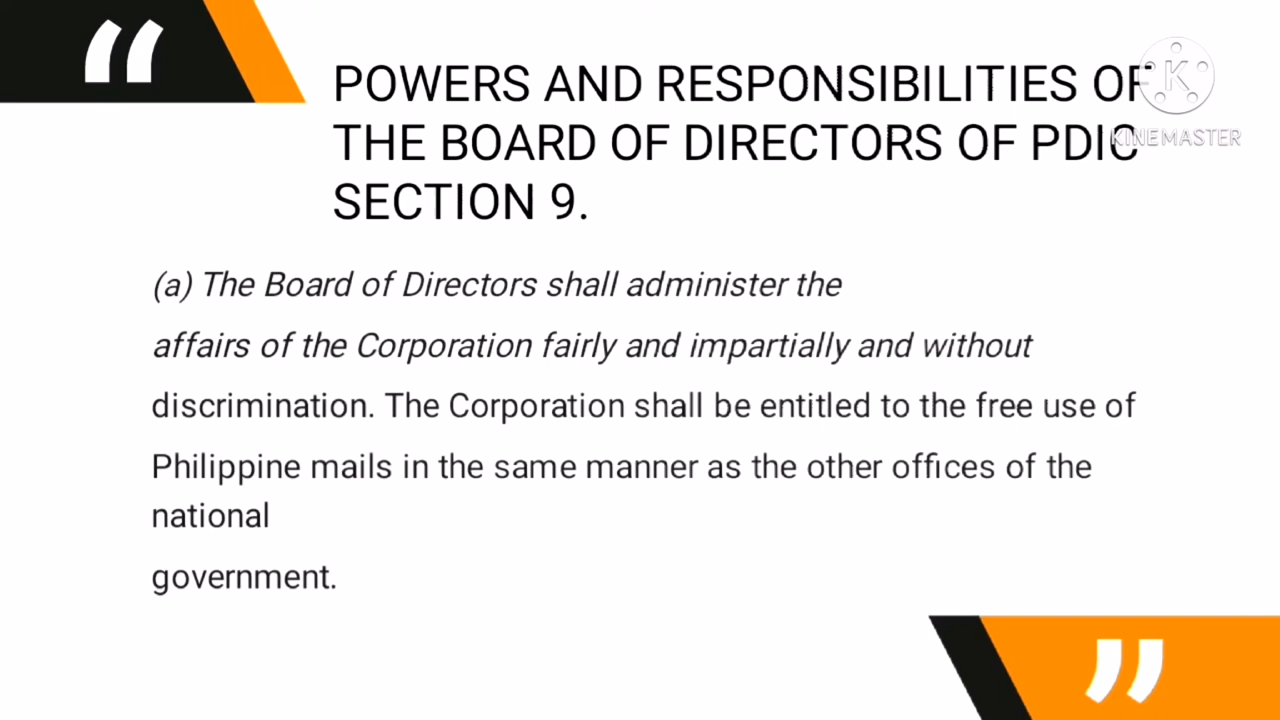 “
POWERS AND RESPONSIBILITIES OF
THE BOARD OF DIRECTORS OF PDIC
SECTION 9.
K
KINEMASTER
(a) The Board of Directors shall administer the
affairs of the Corporation fairly and impartially and without
discrimination. The Corporation shall be entitled to the free use of
Philippine mails in the same manner as the other offices of the
national
government.
”